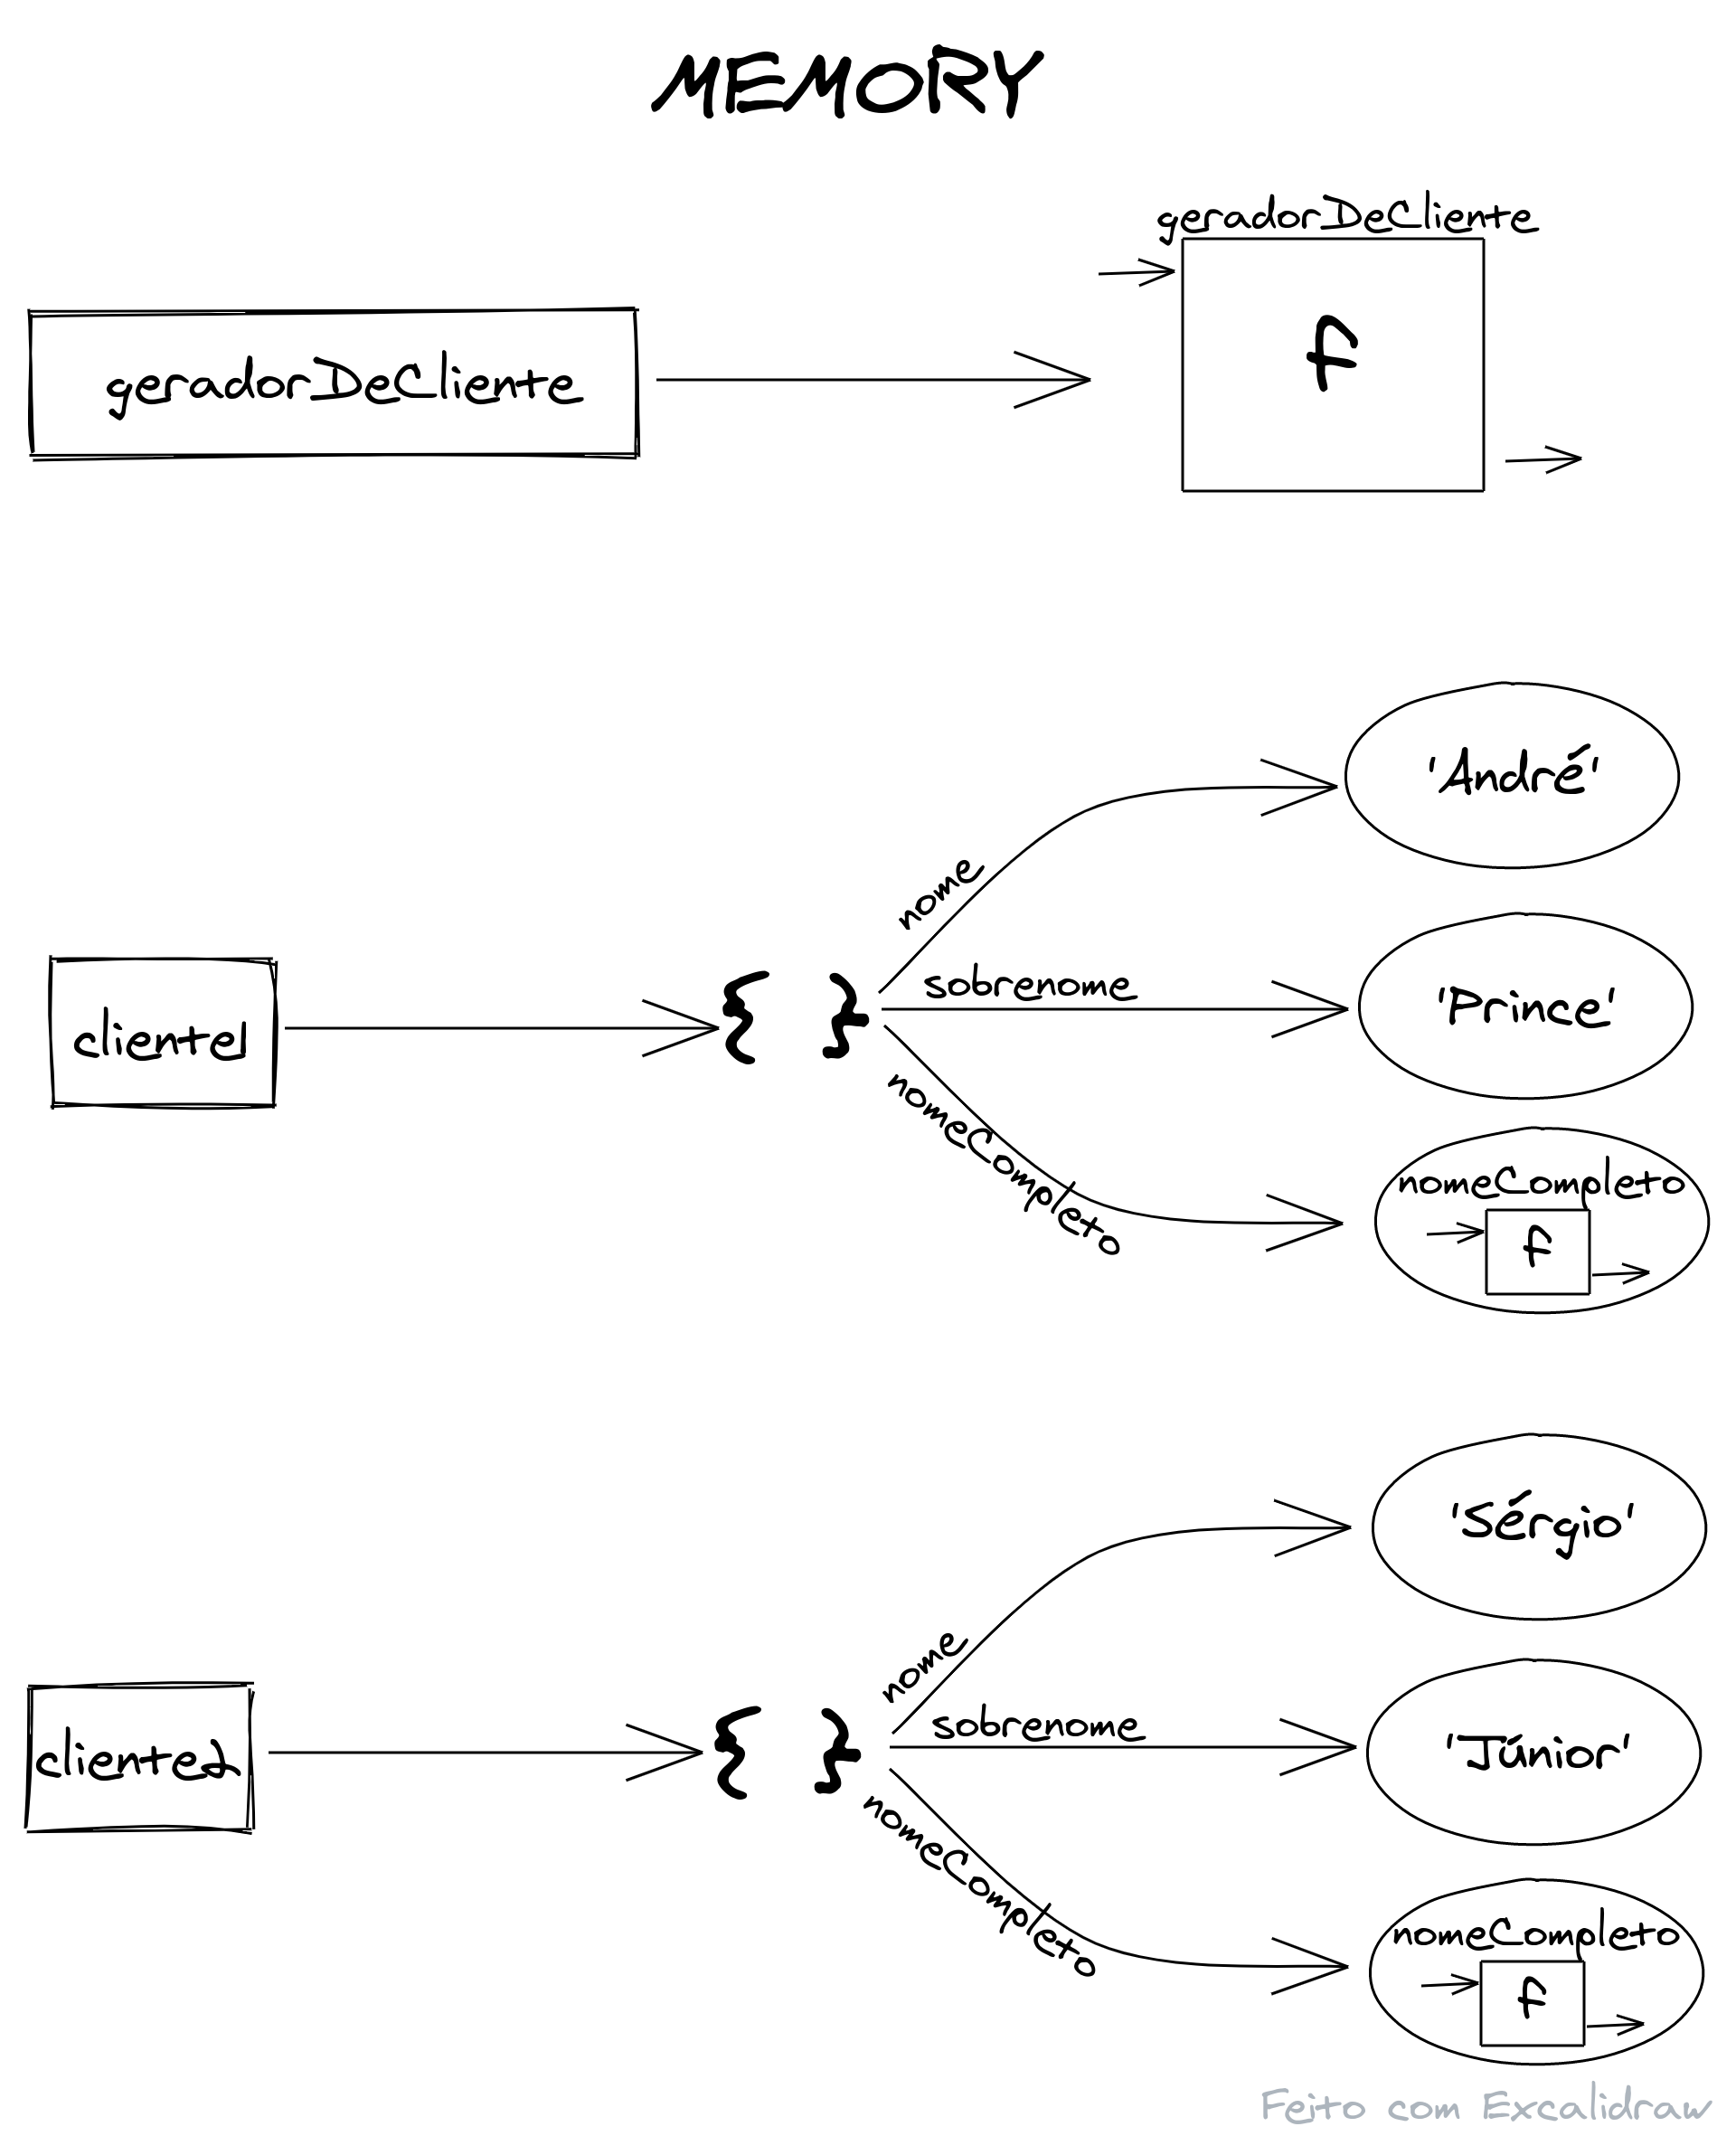 MEMORY
geradorDeCliente
geradorDeCliente
f
'André'
nome
cliente1
{ }
sobrenome
'Prince'
nomeCompleto
nomeCompleto
f
'Sérgio'
nome
cliente2
{ }
sobrenome
'Júnior'
nomeCompleto
nomeCompleto
f
Feito com Excalidraw